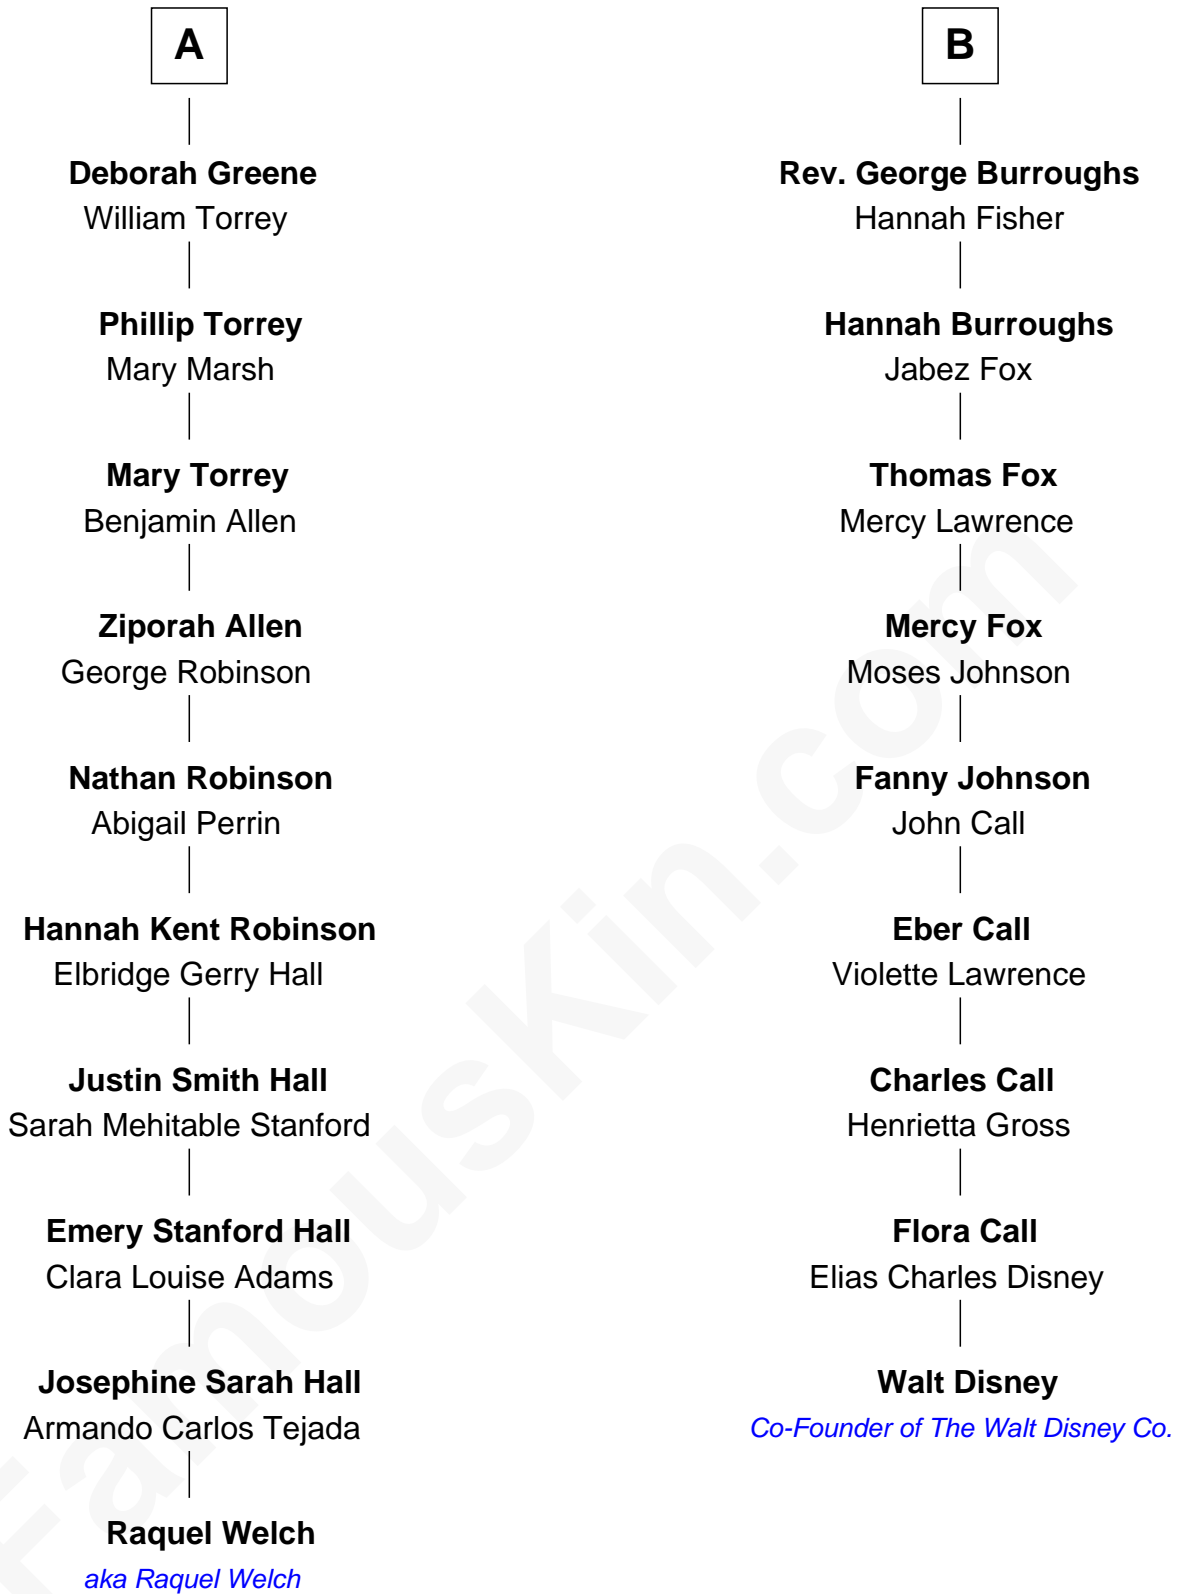 A
Deborah Greene
William Torrey
Phillip Torrey
Mary Marsh
Mary Torrey
Benjamin Allen
Ziporah Allen
George Robinson
Nathan Robinson
Abigail Perrin
Hannah Kent Robinson
Elbridge Gerry Hall
Justin Smith Hall
Sarah Mehitable Stanford
Emery Stanford Hall
Clara Louise Adams
Josephine Sarah Hall
Armando Carlos Tejada
Raquel Welch
aka Raquel Welch
B
Rev. George Burroughs
Hannah Fisher
Hannah Burroughs
Jabez Fox
Thomas Fox
Mercy Lawrence
Mercy Fox
Moses Johnson
Fanny Johnson
John Call
Eber Call
Violette Lawrence
Charles Call
Henrietta Gross
Flora Call
Elias Charles Disney
Walt Disney
Co-Founder of The Walt Disney Co.
FamousKin.com